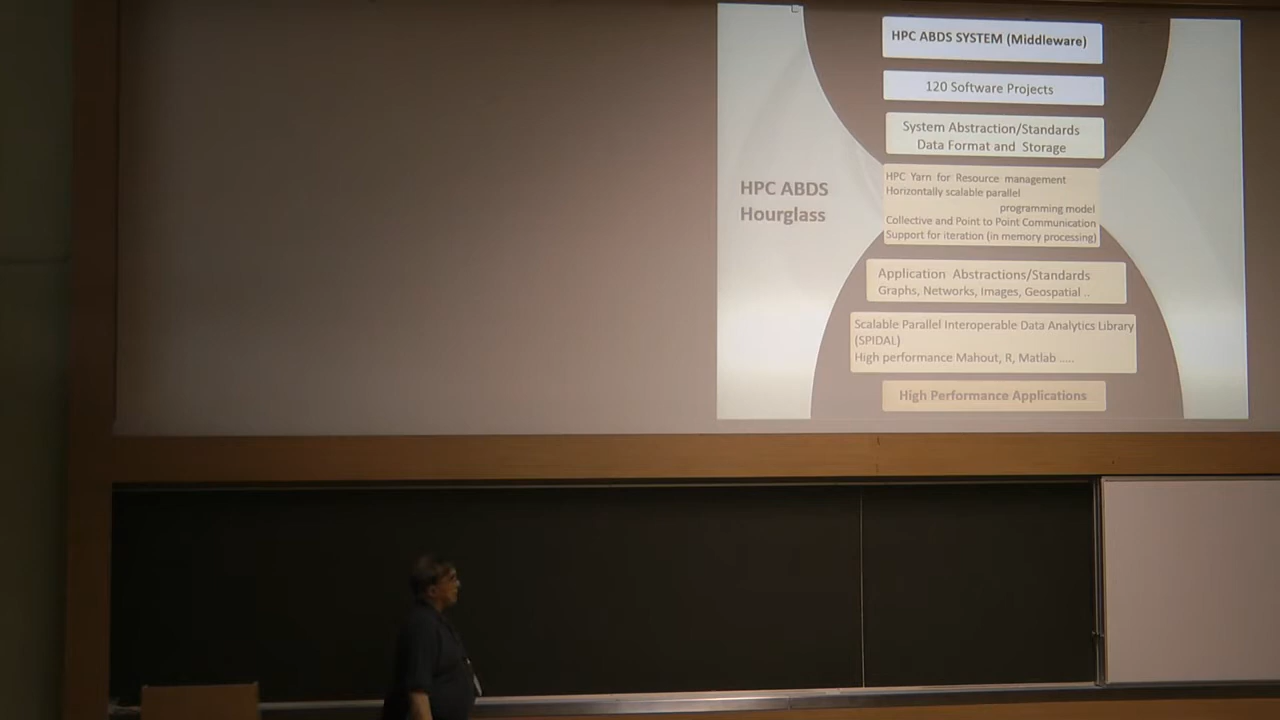 HPC ABDS SYSTEM (Middleware)
120 Software Projects
System Abstraction/Standards
Data Format and Storage
HPC ABDS
Hourglass
HPC Yarn for Resource management
Horizontally scalable parallel
programming model
Collective and Point to Point Communication
Support for iteration (in memory processing)
Application Abstractions/Standards
Graphs, Networks, Images, Geospatial ..
Scalable Parallel Interoperable Data Analytics Library
(SPIDAL)
High performance Mahout, R, Matlab .....
High Performance Applications